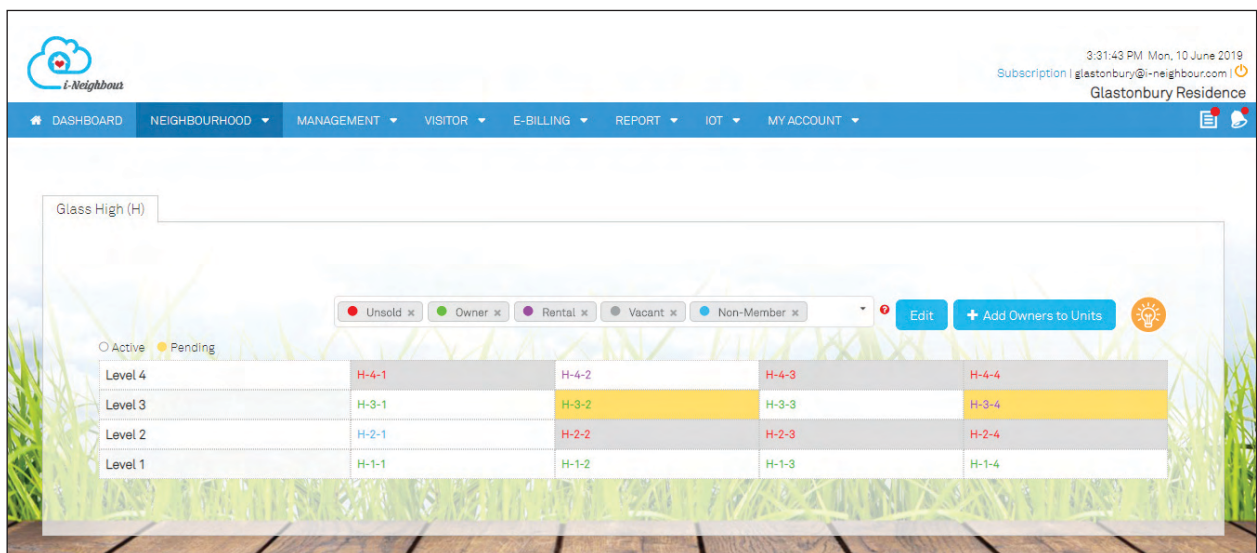 i-Neighbour
3:31:43 PM Mon, 10 June 2019
Subscription | glastonbury@i-neighbour.com |
Glastonbury Residence
DASHBOARD NEIGHBOURHOOD MANAGEMENT VISITOR E-BILLING REPORT IOT MY ACCOUNT
Glass High (H)
Unsold × Owner × Rental × Vacant × Non-Member × ? Edit + Add Owners to Units
Active Pending
Level 4 H-4-1 H-4-2 H-4-3 H-4-4
Level 3 H-3-1 H-3-2 H-3-3 H-3-4
Level 2 H-2-1 H-2-2 H-2-3 H-2-4
Level 1 H-1-1 H-1-2 H-1-3 H-1-4